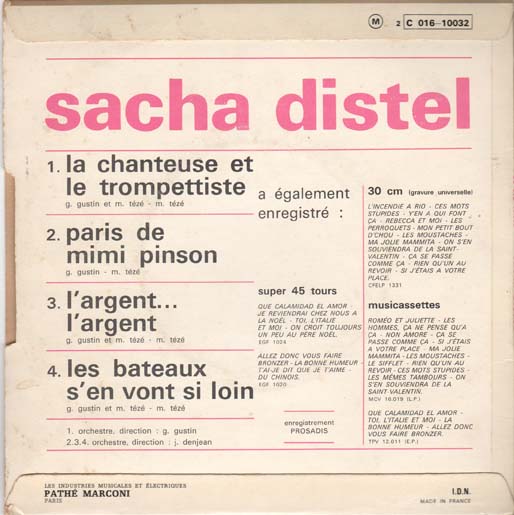 M 2 C 016-10032
sacha distel
1. la chanteuse et
le trompettiste
g. gustin et m. tézé - m. tézé
2. paris de
mimi pinson
g. gustin - m. tézé
3. l'argent...
l'argent
g. gustin et m. tézé - m. tézé
4. les bateaux
s'en vont si loin
g. gustin et m. tézé - m. tézé
1. orchestre, direction : g. gustin
2.3.4. orchestre, direction : j. denjean
a également
enregistré :
super 45 tours
QUE CALAMIDAD EL AMOR -
JE REVIENDRAI CHEZ NOUS A
LA NOËL - TOI, L'ITALIE
ET MOI - ON CROIT TOUJOURS
UN PEU AU PÈRE NOËL.
EGF 1024
ALLEZ DONC VOUS FAIRE
BRONZER - LA BONNE HUMEUR -
T'AI-JE DIT QUE JE T'AIME -
DU CHINOIS.
EGF 1020
enregistrement
PROSADIS
30 cm (gravure universelle)
L'INCENDIE A RIO - CES MOTS
STUPIDES - Y'EN A QUI FONT
ÇA - REBECCA ET MOI - LES
PERROQUETS - MON PETIT BOUT
D'CHOU - LES MOUSTACHES -
MA JOLIE MAMMITA - ON S'EN
SOUVIENDRA DE LA SAINT-
VALENTIN - ÇA SE PASSE
COMME ÇA - RIEN QU'UN AU
REVOIR - SI J'ÉTAIS A VOTRE
PLACE.
CPELP 1331
musicassettes
ROMÉO ET JULIETTE - LES
HOMMES, ÇA NE PENSE QU'A
ÇA - NON AMORE - ÇA SE
PASSE COMME ÇA - SI J'ÉTAIS
A VOTRE PLACE - MA JOLIE
MAMMITA - LES MOUSTACHES -
LE SIFFLET - RIEN QU'UN AU
REVOIR - CES MOTS STUPIDES -
LES MÊMES TAMBOURS - ON
S'EN SOUVIENDRA DE LA
SAINT VALENTIN.
MCV 16.019 (L.P.)
QUE CALAMIDAD EL AMOR -
TOI, L'ITALIE ET MOI - LA
BONNE HUMEUR - ALLEZ DONC
VOUS FAIRE BRONZER.
TPV 12.011 (E.P.)
LES INDUSTRIES MUSICALES ET ÉLECTRIQUES
PATHÉ MARCONI
PARIS
I.D.N.
MADE IN FRANCE